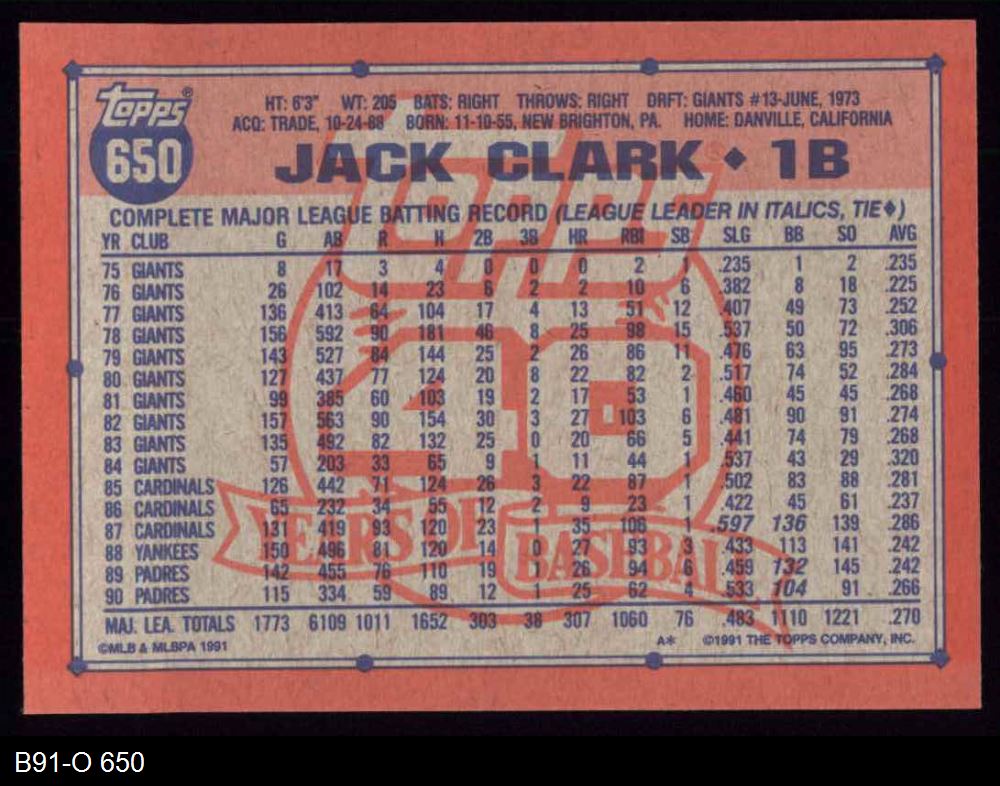 Topps®
650
HT: 6'3" WT: 205 BATS: RIGHT THROWS: RIGHT DRFT: GIANTS #13-JUNE, 1973
ACQ: TRADE, 10-24-88 BORN: 11-10-55, NEW BRIGHTON, PA. HOME: DANVILLE, CALIFORNIA
JACK CLARK ♦ 1B
COMPLETE MAJOR LEAGUE BATTING RECORD (LEAGUE LEADER IN ITALICS, TIE♦)
YR CLUB G AB R H 2B 3B HR RBI SB SLG BB SO AVG
75 GIANTS 8 17 3 4 0 0 0 2 1 .235 1 2 .235
76 GIANTS 26 102 14 23 6 2 2 10 6 .382 8 18 .225
77 GIANTS 136 413 64 104 17 4 13 51 12 .407 49 73 .252
78 GIANTS 156 592 90 181 46 8 25 98 15 .537 50 72 .306
79 GIANTS 143 527 84 144 25 2 26 86 11 .476 63 95 .273
80 GIANTS 127 437 77 124 20 8 22 82 2 .517 74 52 .284
81 GIANTS 99 385 60 103 19 2 17 53 1 .460 45 45 .268
82 GIANTS 157 563 90 154 30 3 27 103 6 .481 90 91 .274
83 GIANTS 135 492 82 132 25 0 20 66 5 .441 74 79 .268
84 GIANTS 57 203 33 65 9 1 11 44 1 .537 43 29 .320
85 CARDINALS 126 442 71 124 26 3 22 87 1 .502 83 88 .281
86 CARDINALS 65 232 34 55 12 2 9 23 1 .422 45 61 .237
87 CARDINALS 131 419 93 120 23 1 35 106 1 .597 136 139 .286
88 YANKEES 150 496 81 120 14 0 27 93 3 .433 113 141 .242
89 PADRES 142 455 76 110 19 1 26 94 6 .459 132 145 .242
90 PADRES 115 334 59 89 12 1 25 62 4 .533 104 91 .266
MAJ. LEA. TOTALS 1773 6109 1011 1652 303 38 307 1060 76 .483 1110 1221 .270
©MLB & MLBPA 1991 A* ©1991 THE TOPPS COMPANY, INC.
Topps®
40
YEARS OF BASEBALL
B91-O 650